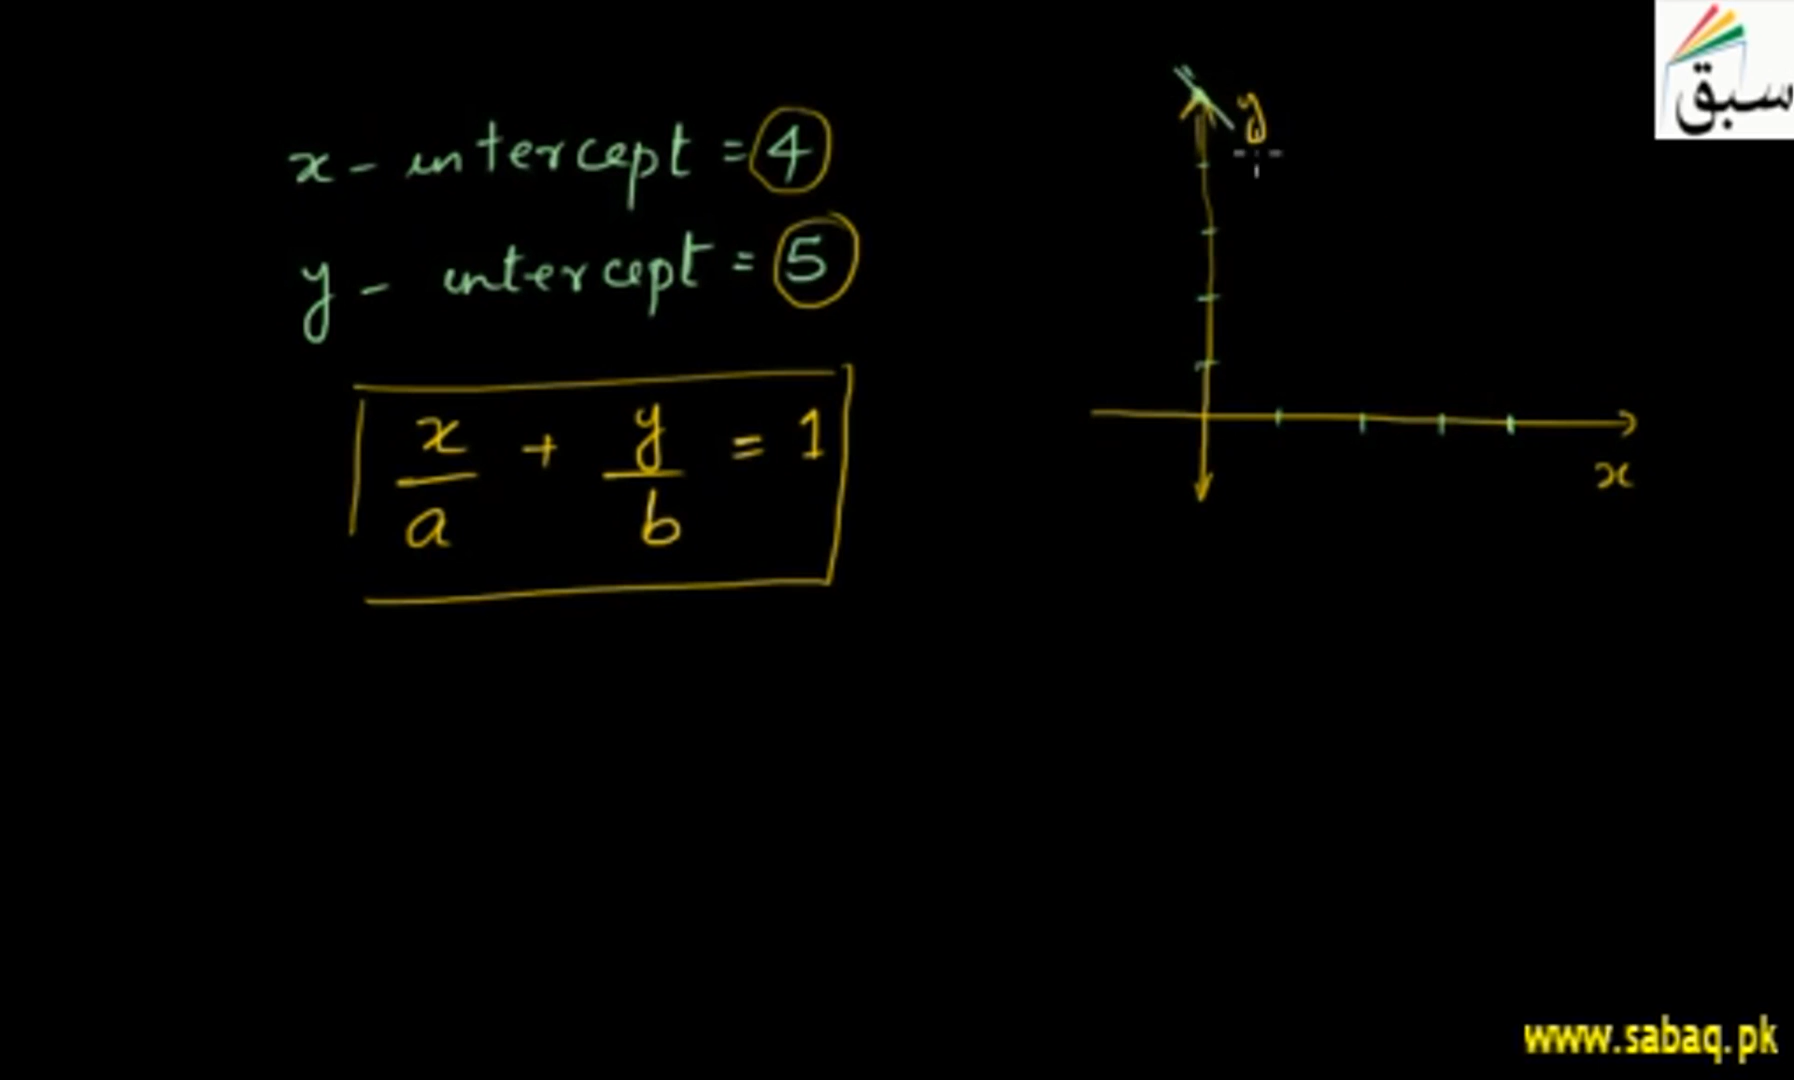 x - intercept = 4
y - intercept = 5
x/a + y/b = 1
y
x
سبق
www.sabaq.pk